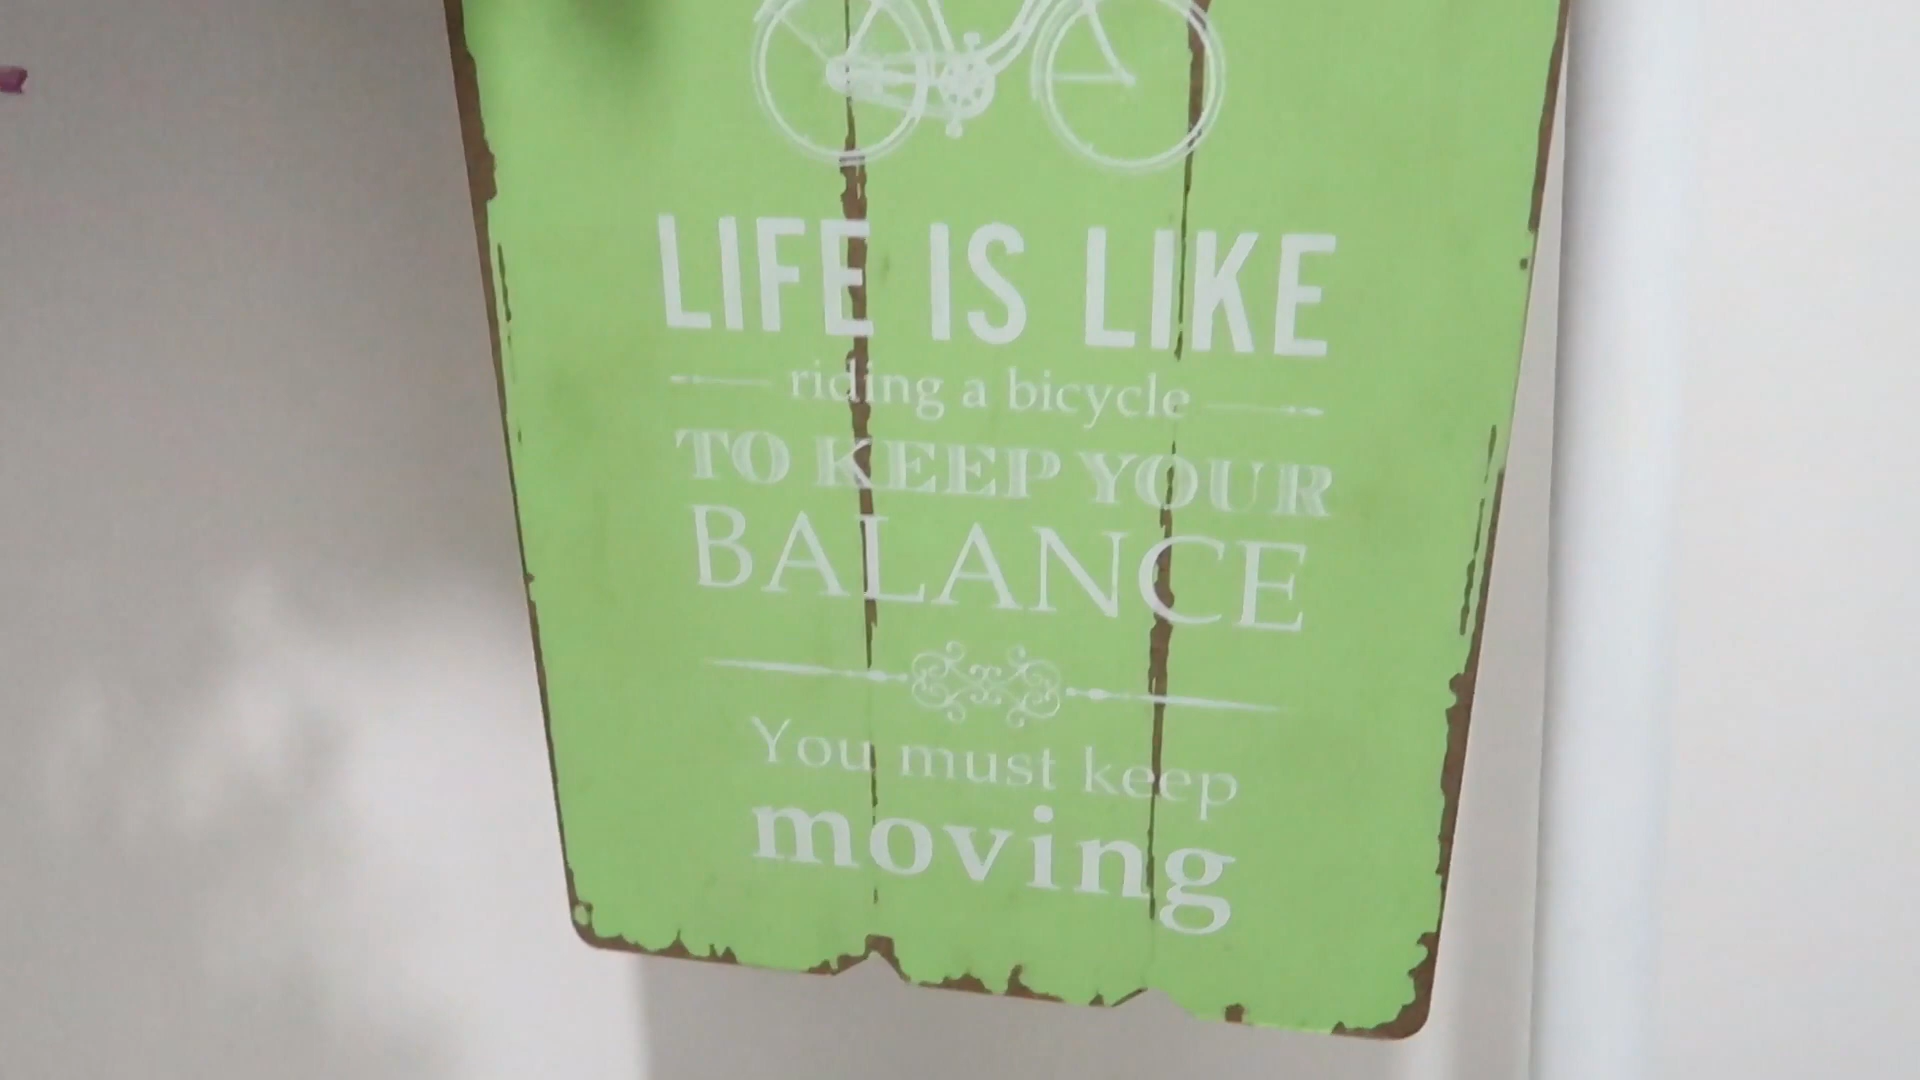 LIFE IS LIKE
riding a bicycle
TO KEEP YOUR
BALANCE
You must keep
moving